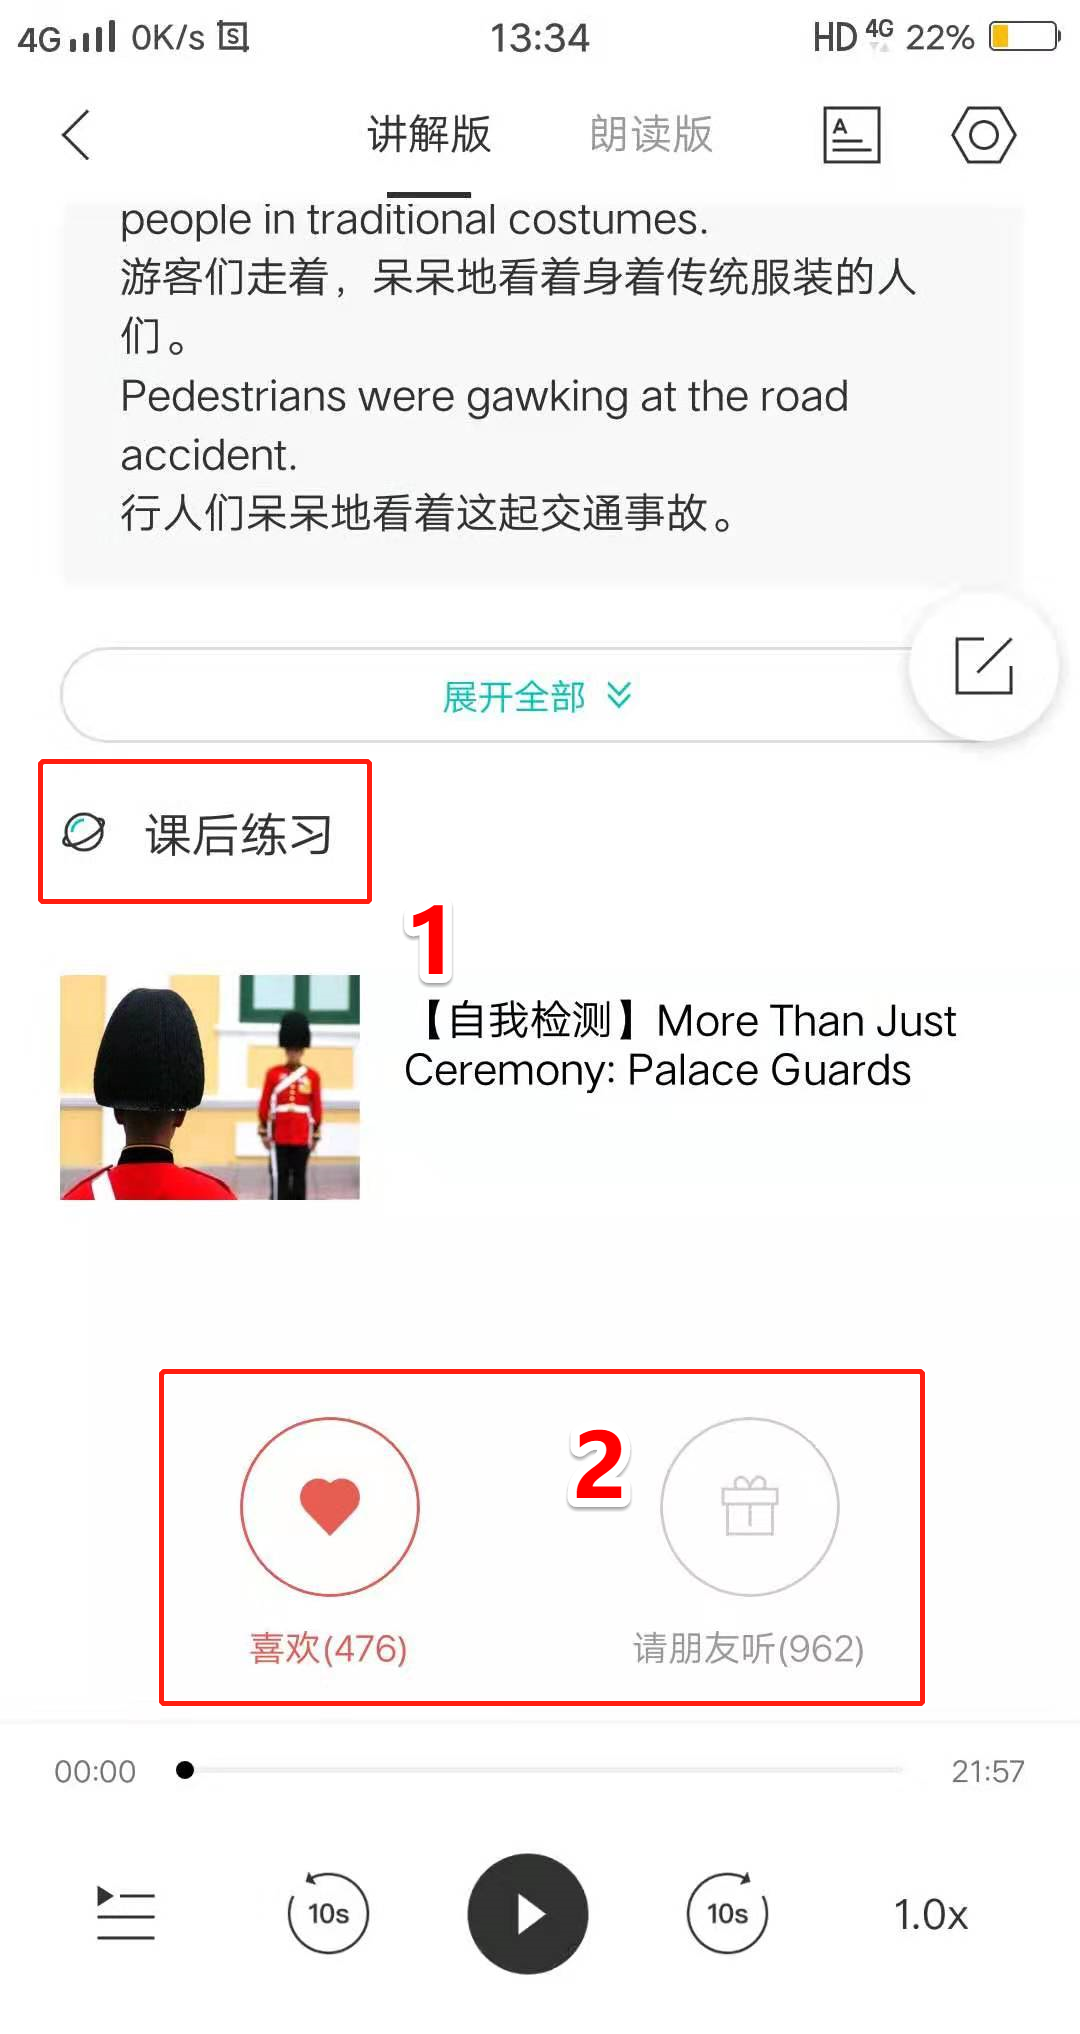 4G 0K/s 13:34 HD 4G 22%
讲解版 朗读版 A
people in traditional costumes.
游客们走着，呆呆地看着身着传统服装的人
们。
Pedestrians were gawking at the road
accident.
行人们呆呆地看着这起交通事故。
展开全部
课后练习
1
【自我检测】More Than Just
Ceremony: Palace Guards
2
喜欢(476) 请朋友听(962)
00:00 21:57
10s 10s 1.0x